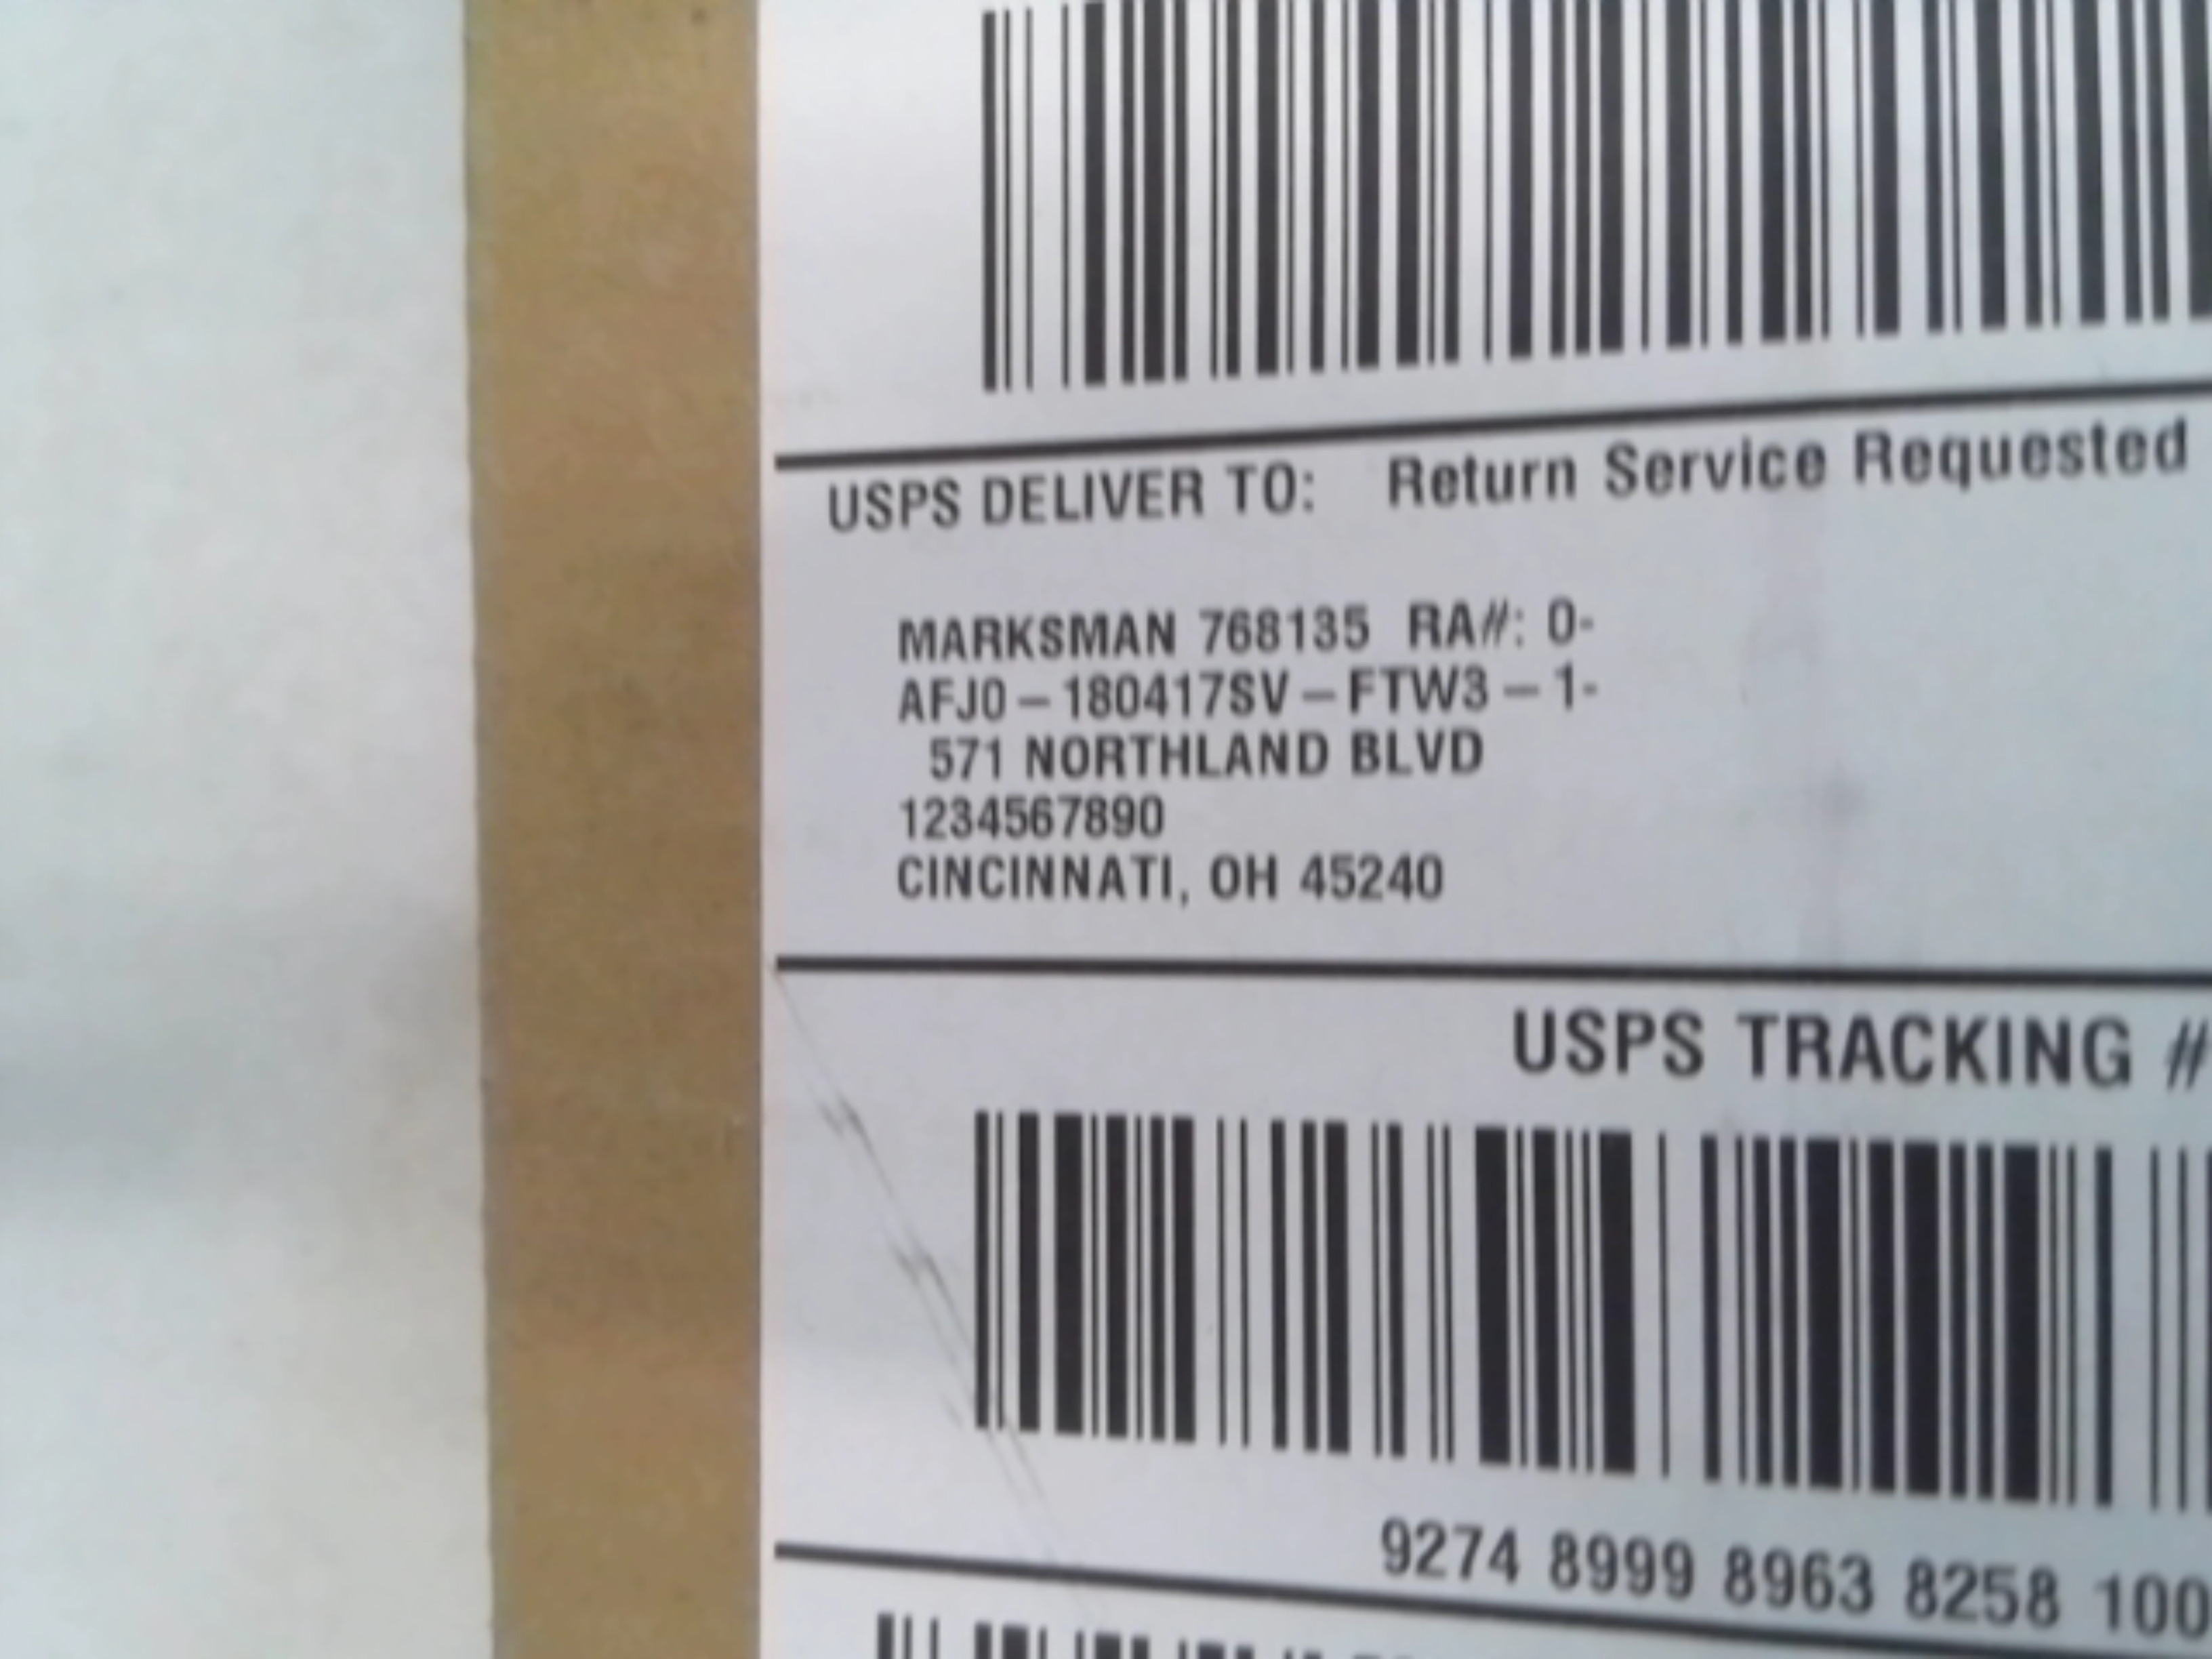 USPS DELIVER TO: Return Service Requested
MARKSMAN 768135 RA#: 0-
AFJ0 – 180417SV – FTW3 – 1-
571 NORTHLAND BLVD
1234567890
CINCINNATI, OH 45240
USPS TRACKING #
9274 8999 8963 8258 100